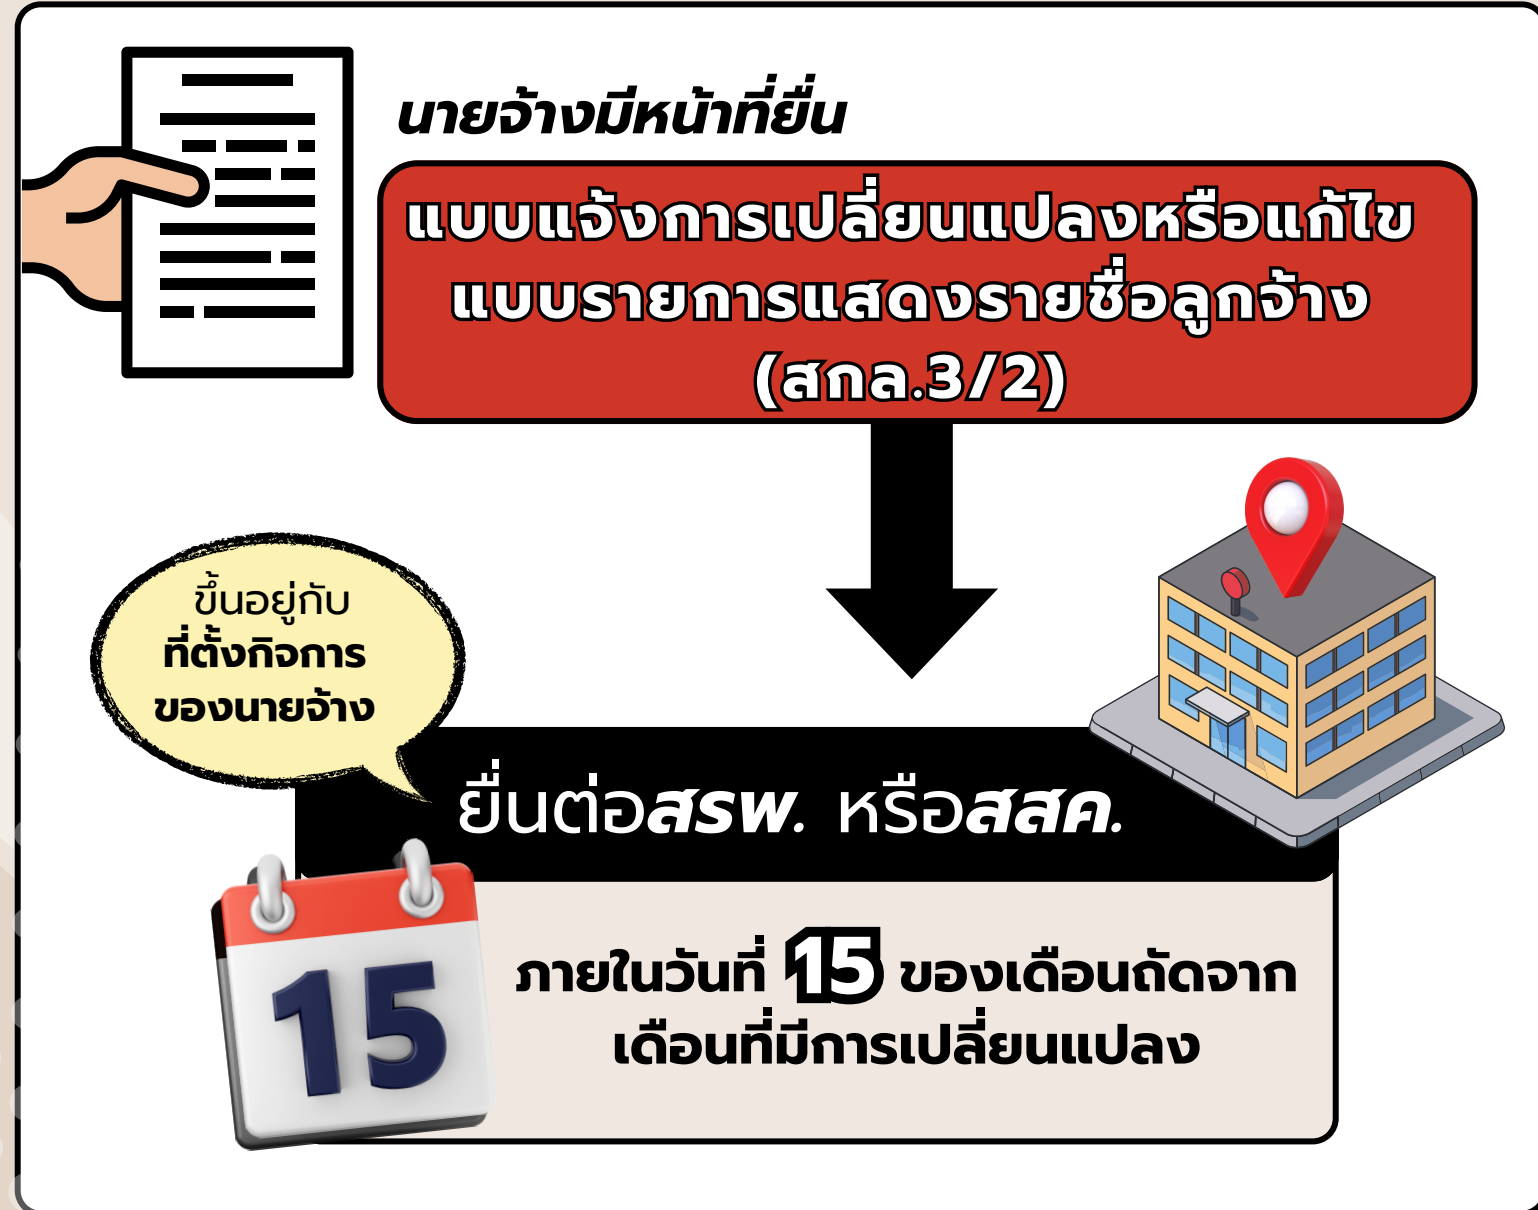 นายจ้างมีหน้าที่ยื่น
แบบแจ้งการเปลี่ยนแปลงหรือแก้ไข
แบบรายการแสดงรายชื่อลูกจ้าง
(สกล.3/2)
ขึ้นอยู่กับ
ที่ตั้งกิจการ
ของนายจ้าง
ยื่นต่อสรพ. หรือสสค.
15
ภายในวันที่ 15 ของเดือนถัดจาก
เดือนที่มีการเปลี่ยนแปลง